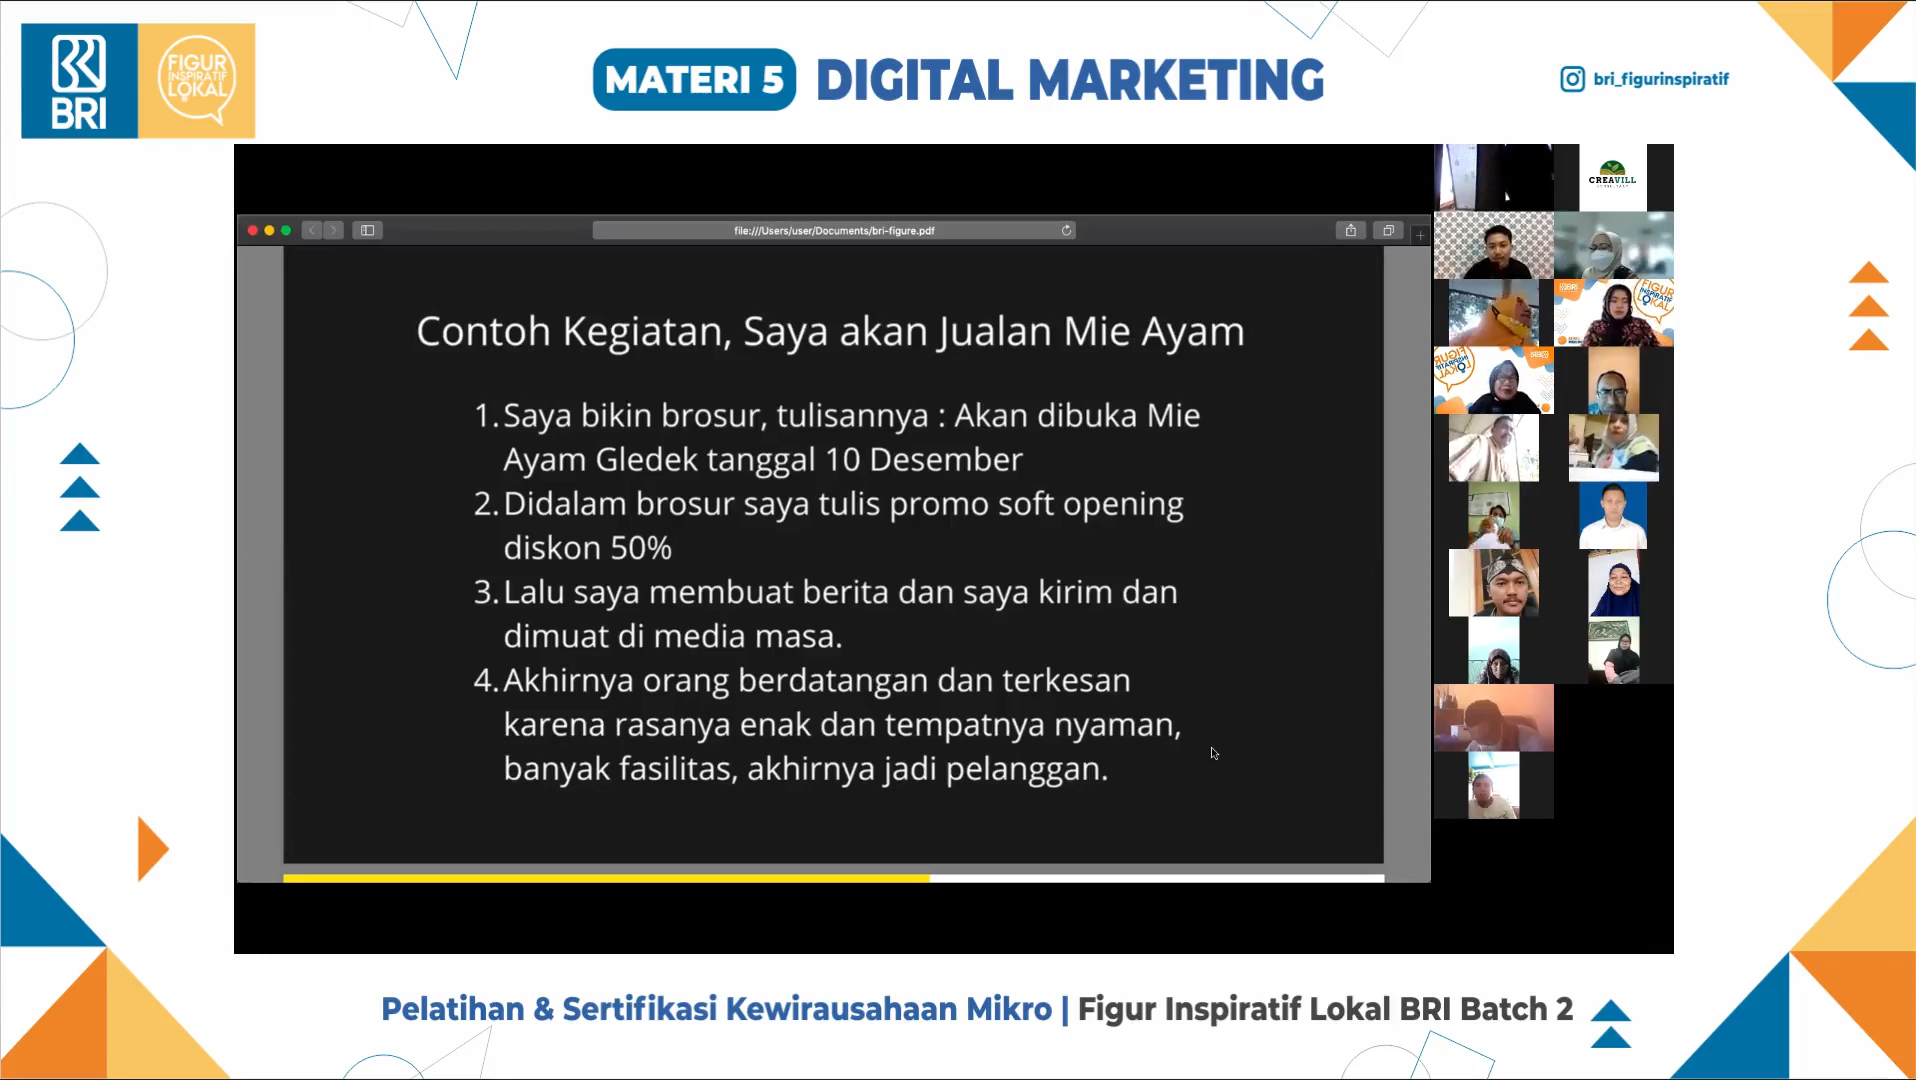 BRI
FIGUR
INSPIRATIF
LOKAL
MATERI 5 DIGITAL MARKETING
bri_figurinspiratif
file:///Users/user/Documents/bri-figure.pdf
CREAVILL
Contoh Kegiatan, Saya akan Jualan Mie Ayam
1. Saya bikin brosur, tulisannya : Akan dibuka Mie
Ayam Gledek tanggal 10 Desember
2. Didalam brosur saya tulis promo soft opening
diskon 50%
3. Lalu saya membuat berita dan saya kirim dan
dimuat di media masa.
4. Akhirnya orang berdatangan dan terkesan
karena rasanya enak dan tempatnya nyaman,
banyak fasilitas, akhirnya jadi pelanggan.
BRI
FIGUR
INSPIRATIF
LOKAL
Pelatihan & Sertifikasi Kewirausahaan Mikro | Figur Inspiratif Lokal BRI Batch 2